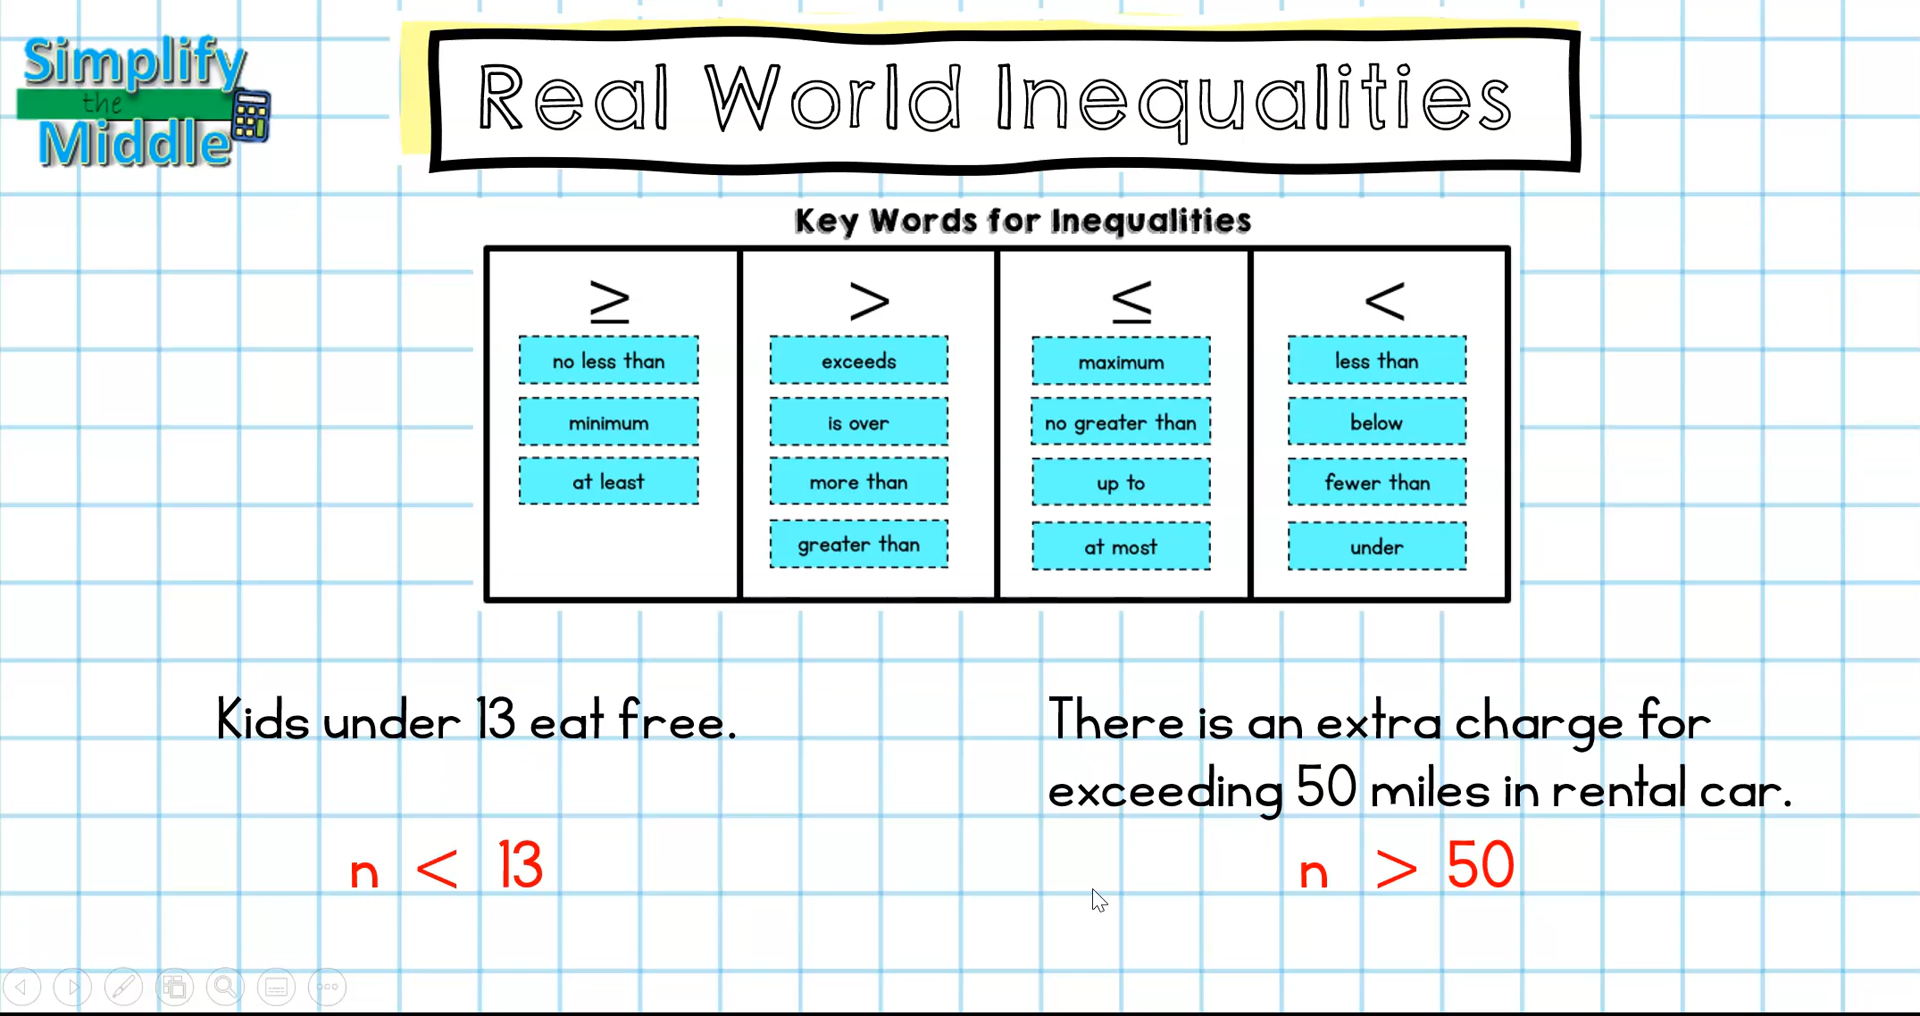 Simplify
the
Middle
Real World Inequalities
Key Words for Inequalities
≥ > ≤ <
no less than exceeds maximum less than
minimum is over no greater than below
at least more than up to fewer than
greater than at most under
Kids under 13 eat free.
There is an extra charge for
exceeding 50 miles in rental car.
n < 13
n > 50